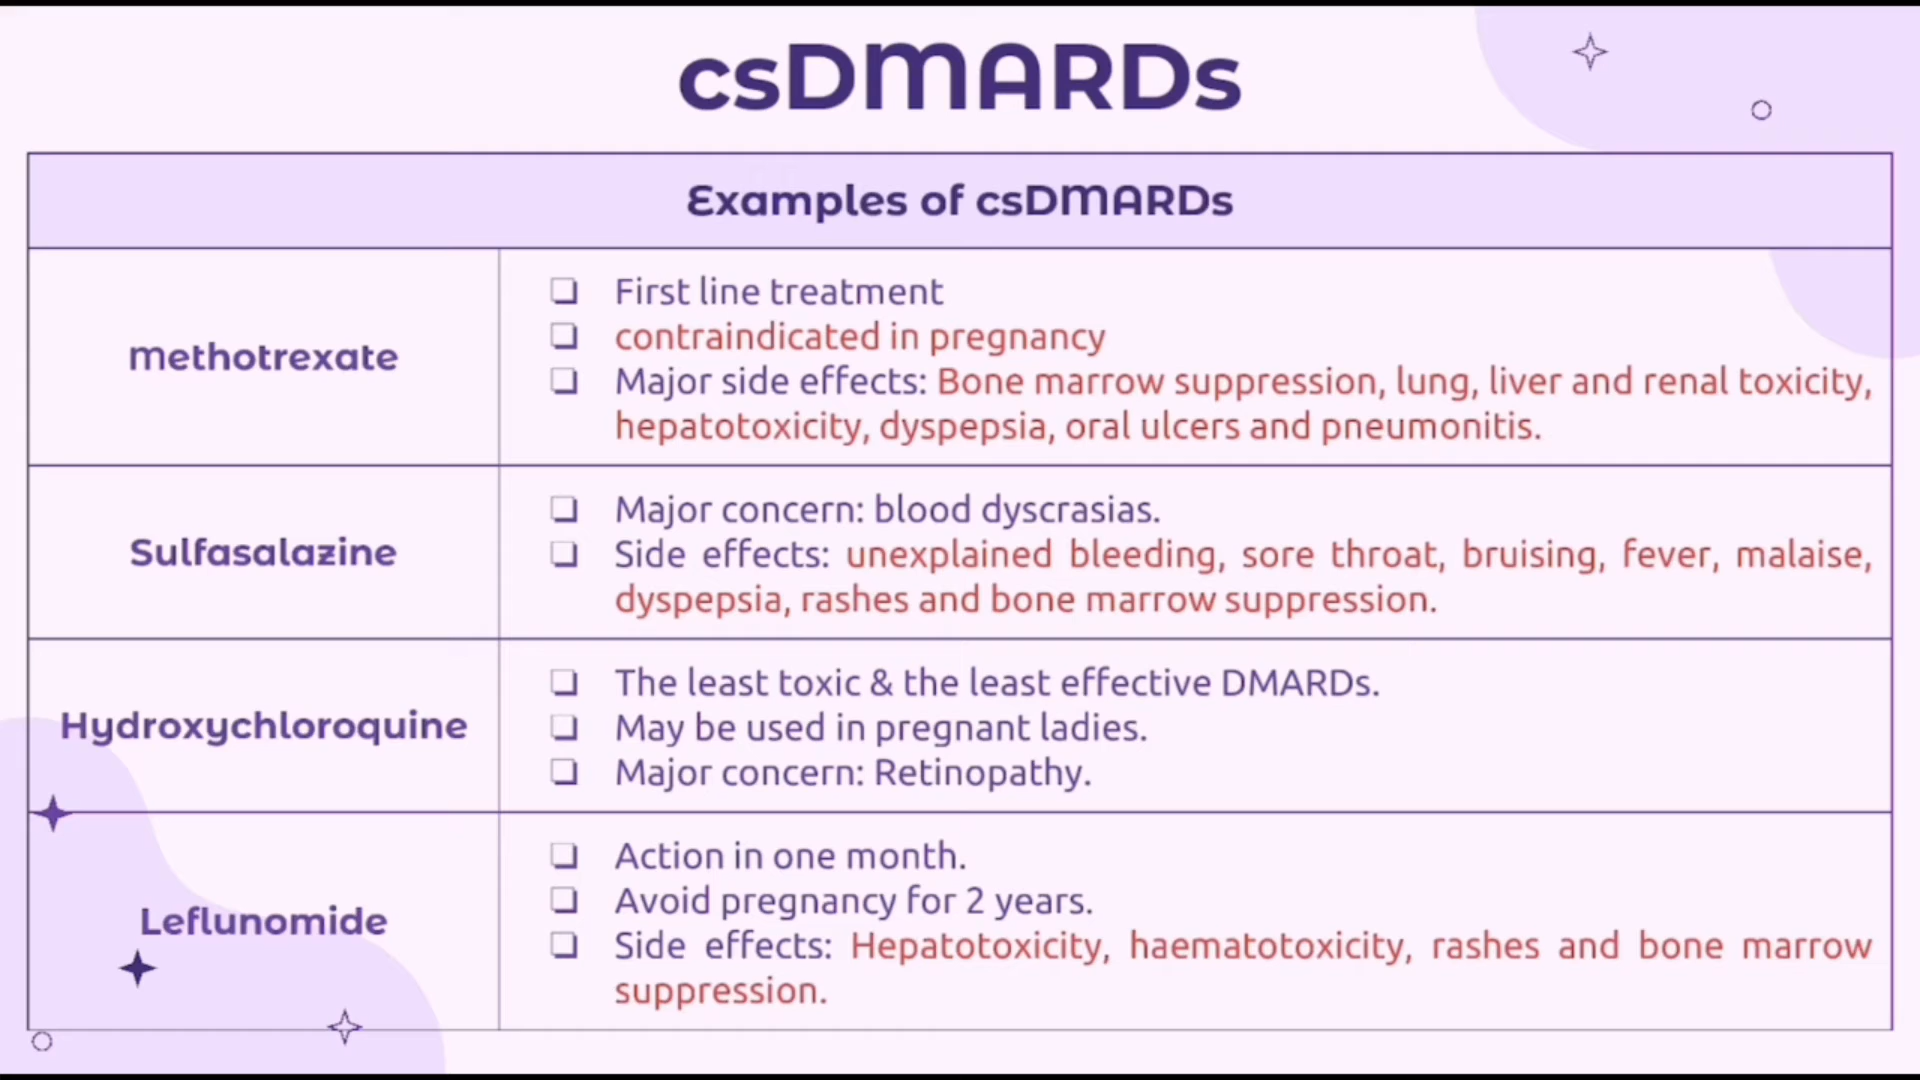 csDMARDs
Examples of csDMARDs
methotrexate
❏ First line treatment
❏ contraindicated in pregnancy
❏ Major side effects: Bone marrow suppression, lung, liver and renal toxicity,
hepatotoxicity, dyspepsia, oral ulcers and pneumonitis.
Sulfasalazine
❏ Major concern: blood dyscrasias.
❏ Side effects: unexplained bleeding, sore throat, bruising, fever, malaise,
dyspepsia, rashes and bone marrow suppression.
Hydroxychloroquine
❏ The least toxic & the least effective DMARDs.
❏ May be used in pregnant ladies.
❏ Major concern: Retinopathy.
Leflunomide
❏ Action in one month.
❏ Avoid pregnancy for 2 years.
❏ Side effects: Hepatotoxicity, haematotoxicity, rashes and bone marrow
suppression.